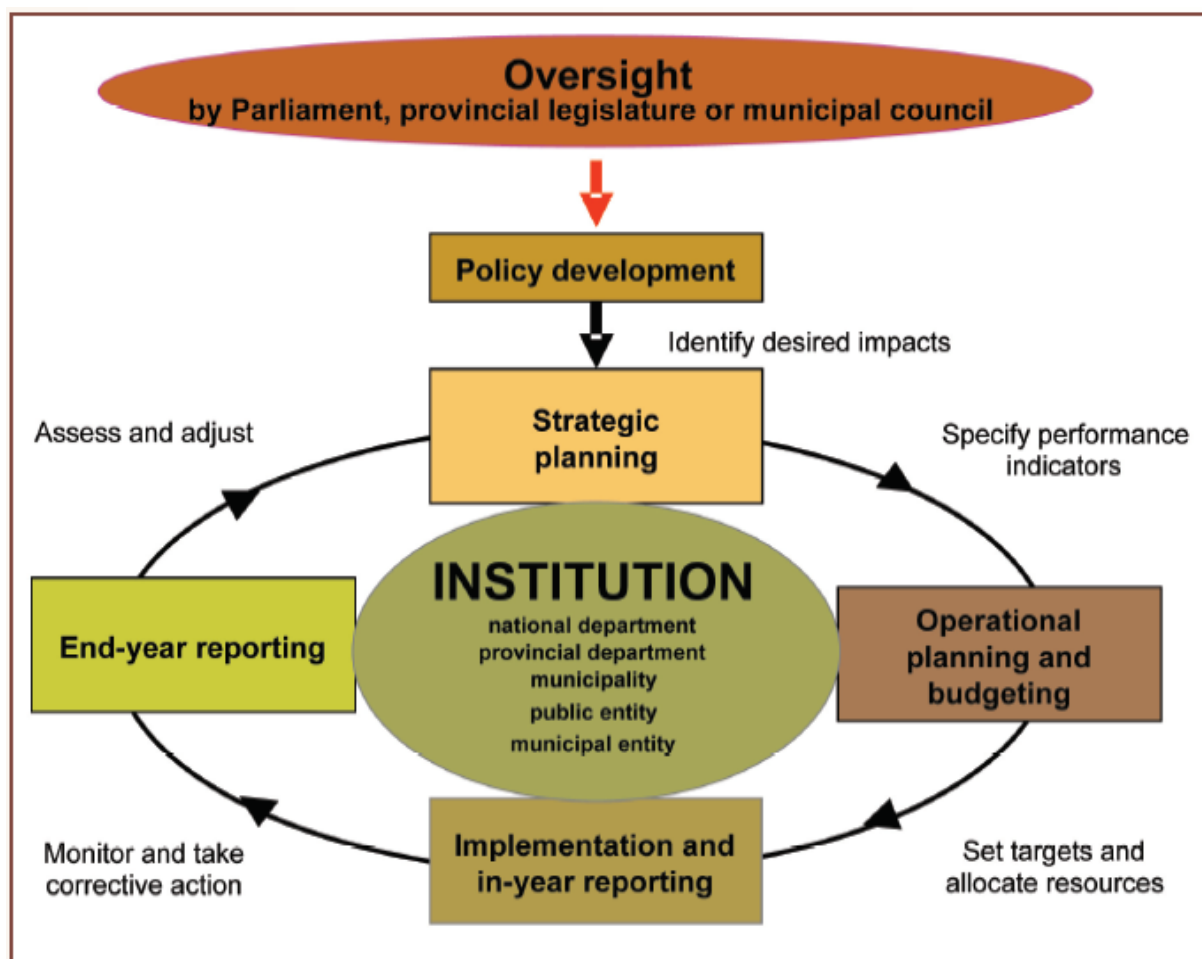 Oversight
by Parliament, provincial legislature or municipal council
Policy development
Identify desired impacts
Strategic
planning
Assess and adjust
Specify performance
indicators
INSTITUTION
national department
provincial department
municipality
public entity
municipal entity
End-year reporting
Operational
planning and
budgeting
Implementation and
in-year reporting
Monitor and take
corrective action
Set targets and
allocate resources